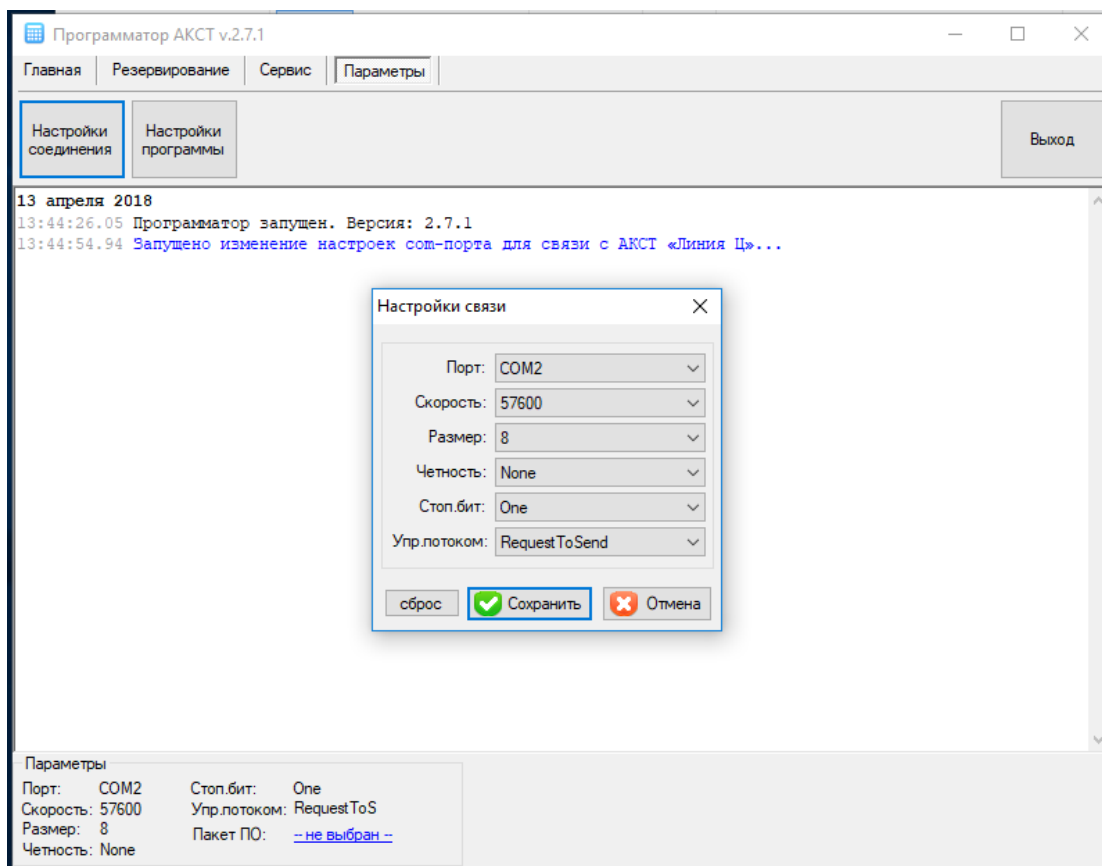 Программатор АКСТ v.2.7.1
Главная Резервирование Сервис Параметры
Настройки соединения
Настройки программы
Выход
13 апреля 2018
13:44:26.05 Программатор запущен. Версия: 2.7.1
13:44:54.94 Запущено изменение настроек com-порта для связи с АКСТ «Линия Ц»...
Настройки связи
Порт: COM2
Скорость: 57600
Размер: 8
Четность: None
Стоп.бит: One
Упр.потоком: RequestToSend
сброс Сохранить Отмена
Параметры
Порт: COM2 Стоп.бит: One
Скорость: 57600 Упр.потоком: RequestToS
Размер: 8 Пакет ПО: -- не выбран --
Четность: None